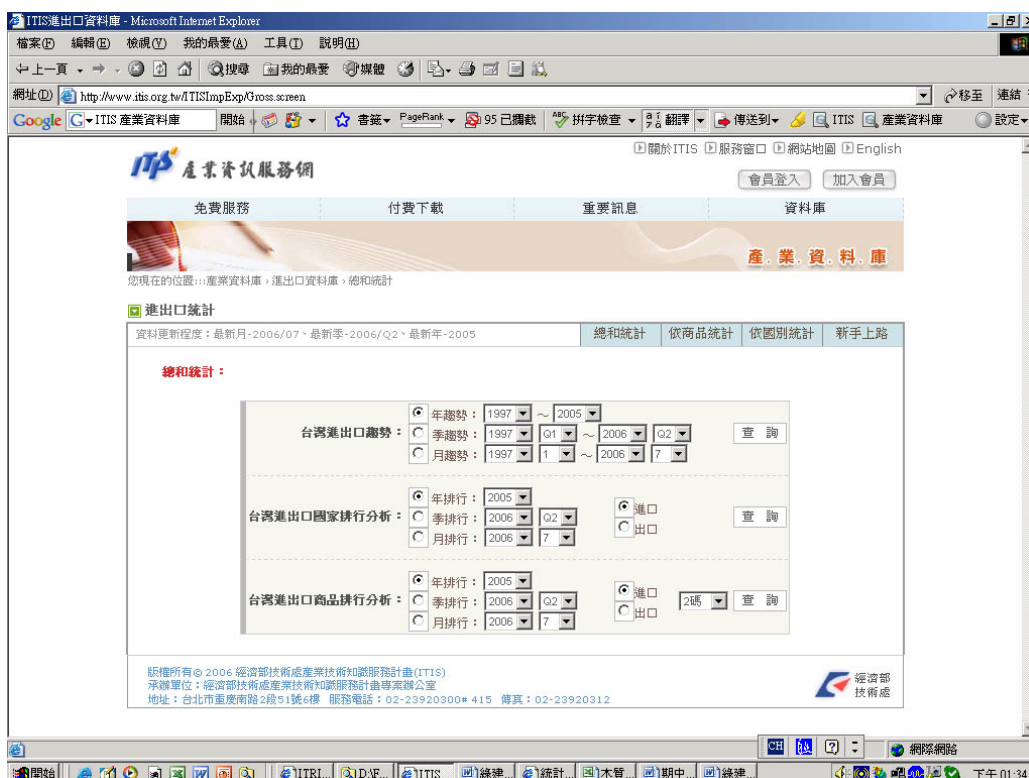 ITIS進出口資料庫 - Microsoft Internet Explorer
檔案(F) 編輯(E) 檢視(V) 我的最愛(A) 工具(T) 說明(H)
上一頁 搜尋 我的最愛 媒體
網址(D) http://www.itis.org.tw/ITISImpExp/Gross.screen 移至 連結
Google G ITIS 產業資料庫 開始 書籤 PageRank 95 已攔截 ABC 拼字檢查 翻譯 傳送到 ITIS 產業資料庫 設定
關於ITIS 服務窗口 網站地圖 English
ITIS 產業資訊服務網
會員登入 加入會員
免費服務 付費下載 重要訊息 資料庫
產.業.資.料.庫
您現在的位置:::產業資料庫›進出口資料庫›總和統計
進出口統計
資料更新程度：最新月-2006/07、最新季-2006/Q2、最新年-2005 總和統計 依商品統計 依國別統計 新手上路
總和統計：
年趨勢： 1997 ～ 2005
台灣進出口趨勢： 季趨勢： 1997 Q1 ～ 2006 Q2 查 詢
月趨勢： 1997 1 ～ 2006 7
年排行： 2005 進口
台灣進出口國家排行分析： 季排行： 2006 Q2 查 詢
月排行： 2006 7 出口
年排行： 2005 進口
台灣進出口商品排行分析： 季排行： 2006 Q2 2碼 查 詢
月排行： 2006 7 出口
版權所有© 2006 經濟部技術處產業技術知識服務計畫(ITIS)
承辦單位：經濟部技術處產業技術知識服務計畫專案辦公室
地址：台北市重慶南路2段51號6樓 服務電話：02-23920300# 415 傳真：02-23920312
經濟部
技術處
CH 網際網路
開始 ITRI... D:\F... ITIS 綠建... 統計... 木質... 期中... 綠建... 下午 01:34